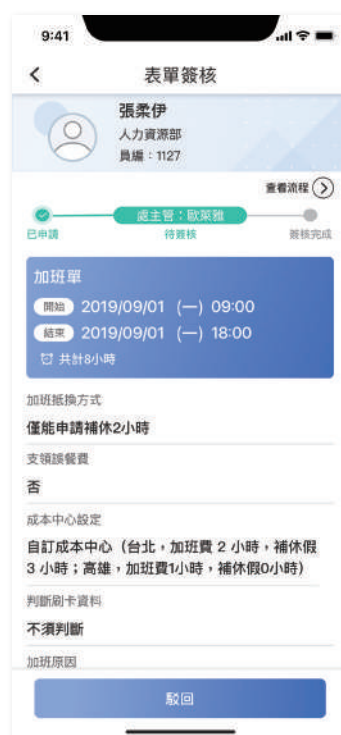 9:41
表單簽核
張柔伊
人力資源部
員編：1127
查看流程
處主管：歐萊雅
已申請
待簽核
簽核完成
加班單
開始 2019/09/01 (一) 09:00
結束 2019/09/01 (一) 18:00
共計8小時
加班抵換方式
僅能申請補休2小時
支領誤餐費
否
成本中心設定
自訂成本中心（台北，加班費 2 小時，補休假
3 小時；高雄，加班費1小時，補休假0小時）
判斷刷卡資料
不須判斷
加班原因
駁回